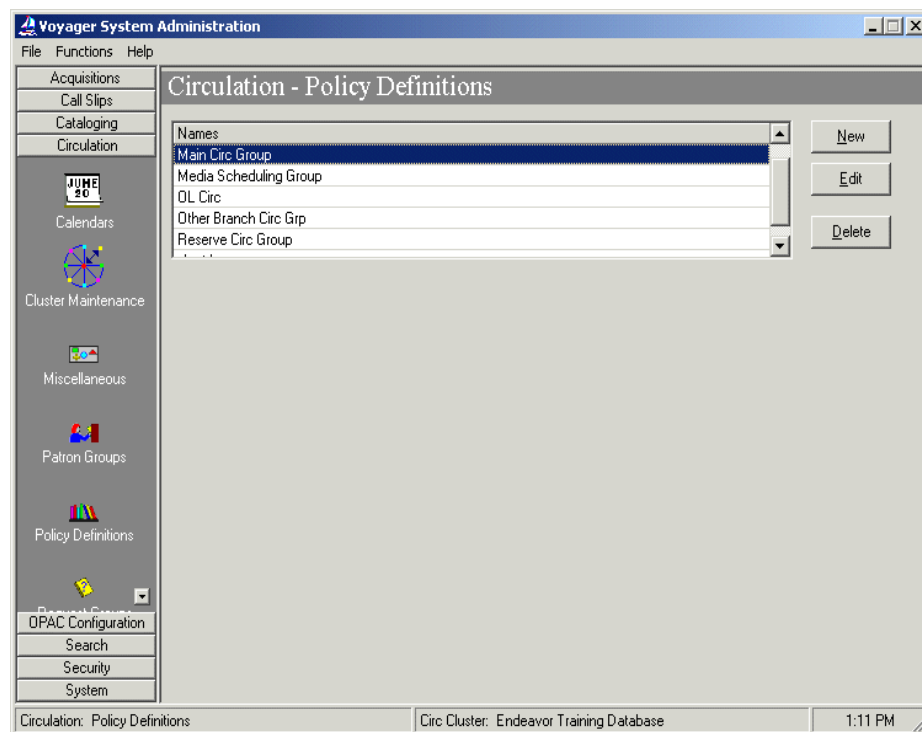 Voyager System Administration
File Functions Help
Acquisitions
Call Slips
Cataloging
Circulation
JUNE
20
Calendars
Cluster Maintenance
Miscellaneous
Patron Groups
Policy Definitions
Request Groups
OPAC Configuration
Search
Security
System
Circulation - Policy Definitions
Names
Main Circ Group
Media Scheduling Group
OL Circ
Other Branch Circ Grp
Reserve Circ Group
New
Edit
Delete
Circulation: Policy Definitions
Circ Cluster: Endeavor Training Database
1:11 PM